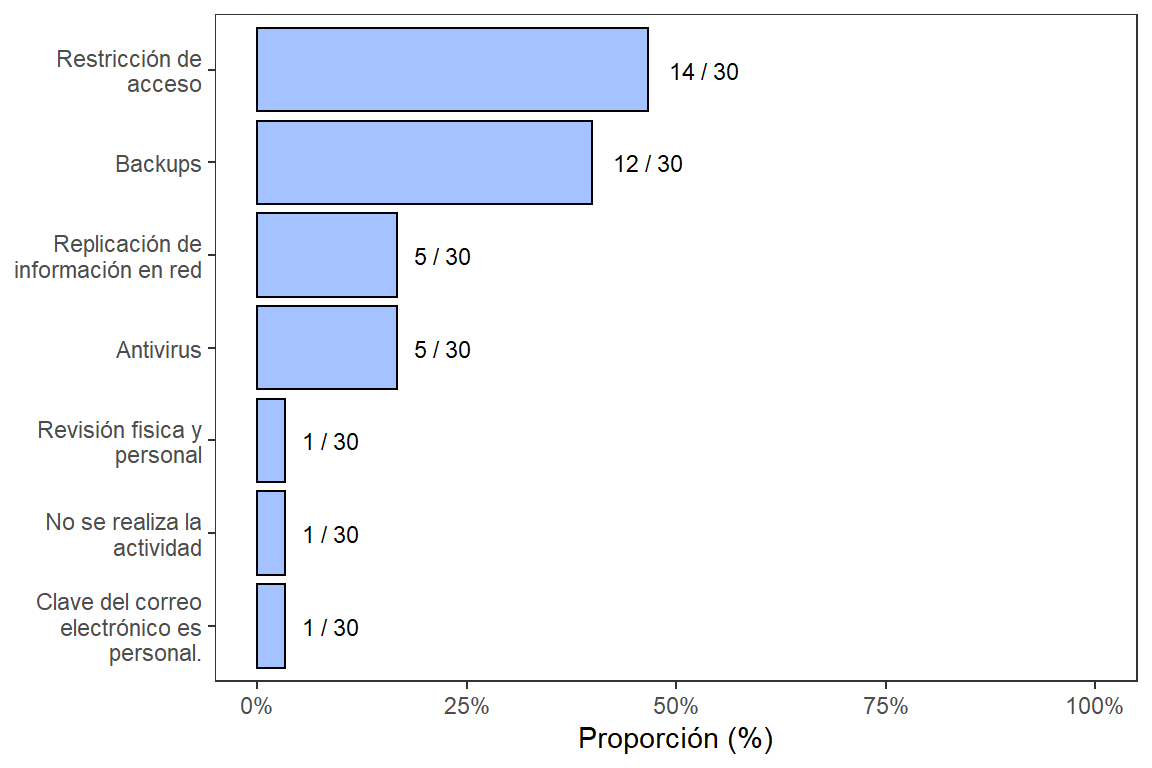 Restricción de
acceso
14 / 30
Backups
12 / 30
Replicación de
información en red
5 / 30
Antivirus
5 / 30
Revisión fisica y
personal
1 / 30
No se realiza la
actividad
1 / 30
Clave del correo
electrónico es
personal.
1 / 30
0% 25% 50% 75% 100%
Proporción (%)